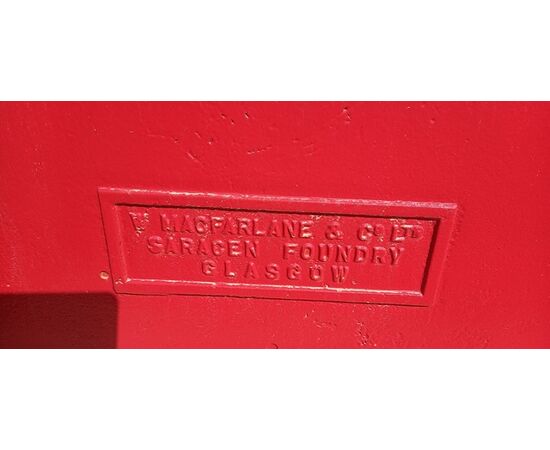 W MACFARLANE & CO. LTD
SARACEN FOUNDRY
GLASGOW